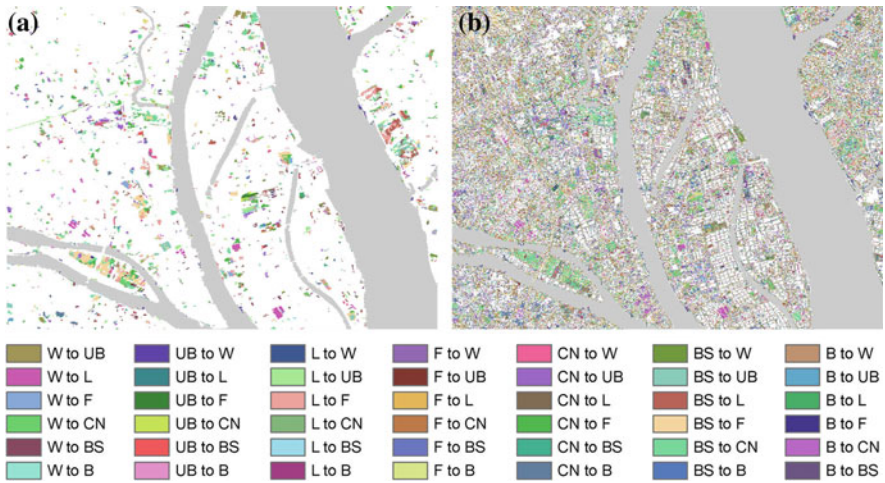 (a) (b)
W to UB UB to W L to W F to W CN to W BS to W B to W
W to L UB to L L to UB F to UB CN to UB BS to UB B to UB
W to F UB to F L to F F to L CN to L BS to L B to L
W to CN UB to CN L to CN F to CN CN to F BS to F B to F
W to BS UB to BS L to BS F to BS CN to BS BS to CN B to CN
W to B UB to B L to B F to B CN to B BS to B B to BS